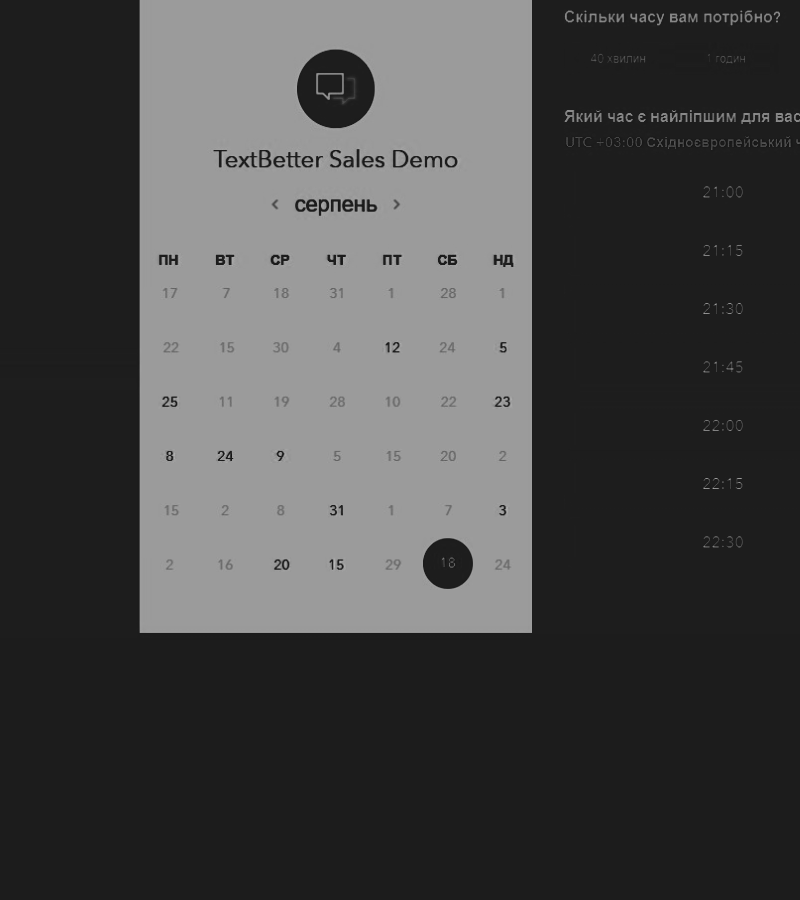 TextBetter Sales Demo
‹ серпень ›
ПН ВТ СР ЧТ ПТ СБ НД
17 7 18 31 1 28 1
22 15 30 4 12 24 5
25 11 19 28 10 22 23
8 24 9 5 15 20 2
15 2 8 31 1 7 3
2 16 20 15 29 18 24
Скільки часу вам потрібно?
40 хвилин 1 годин
Який час є найліпшим для вас
UTC +03:00 Східноєвропейський ч
21:00
21:15
21:30
21:45
22:00
22:15
22:30